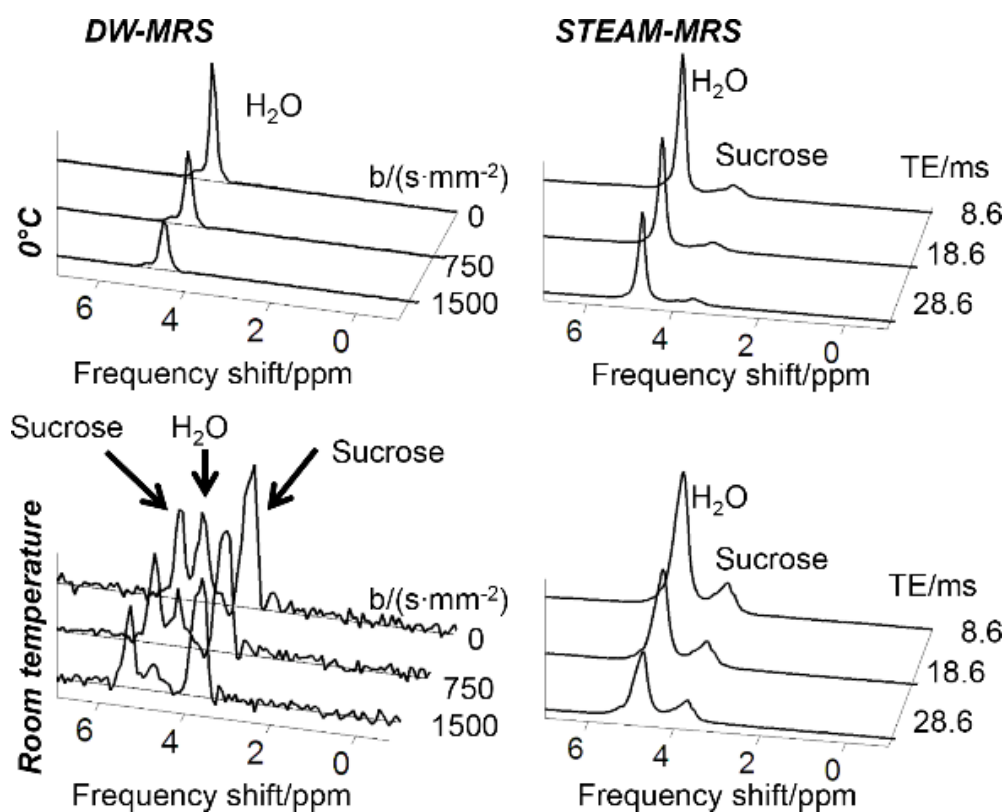 DW-MRS
STEAM-MRS
0°C
H₂O
b/(s·mm⁻²)
0
750
1500
6 4 2 0
Frequency shift/ppm
H₂O
Sucrose
TE/ms
8.6
18.6
28.6
6 4 2 0
Frequency shift/ppm
Room temperature
Sucrose
H₂O
Sucrose
b/(s·mm⁻²)
0
750
1500
6 4 2 0
Frequency shift/ppm
H₂O
Sucrose
TE/ms
8.6
18.6
28.6
6 4 2 0
Frequency shift/ppm